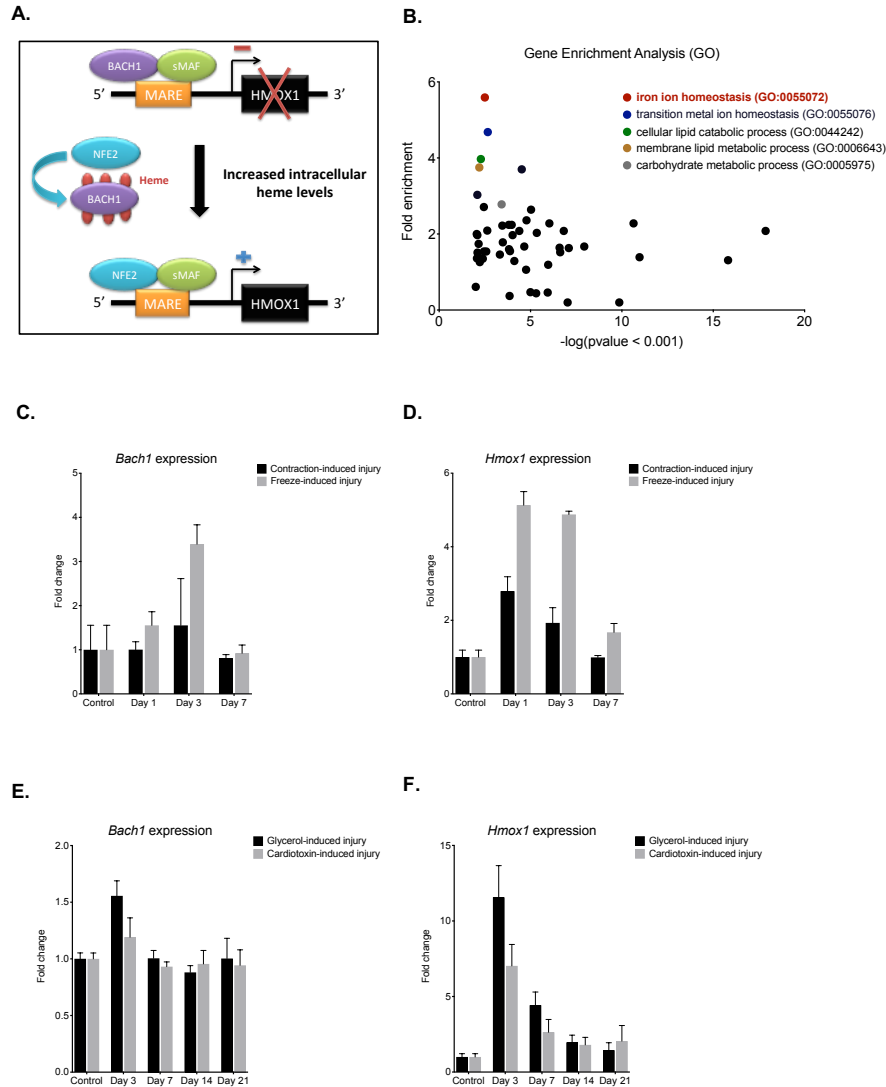 A.
BACH1
sMAF
5’
MARE
HMOX1
3’
NFE2
Heme
BACH1
Increased intracellular
heme levels
NFE2
sMAF
5’
MARE
HMOX1
3’
B.
Gene Enrichment Analysis (GO)
6
4
2
0
Fold enrichment
iron ion homeostasis (GO:0055072)
transition metal ion homeostasis (GO:0055076)
cellular lipid catabolic process (GO:0044242)
membrane lipid metabolic process (GO:0006643)
carbohydrate metabolic process (GO:0005975)
0 5 10 15 20
-log(pvalue < 0.001)
C.
Bach1 expression
Contraction-induced injury
Freeze-induced injury
5
4
3
2
1
0
Fold change
Control Day 1 Day 3 Day 7
D.
Hmox1 expression
Contraction-induced injury
Freeze-induced injury
6
4
2
0
Fold change
Control Day 1 Day 3 Day 7
E.
Bach1 expression
Glycerol-induced injury
Cardiotoxin-induced injury
2.0
1.5
1.0
0.5
0.0
Fold change
Control Day 3 Day 7 Day 14 Day 21
F.
Hmox1 expression
Glycerol-induced injury
Cardiotoxin-induced injury
15
10
5
0
Fold change
Control Day 3 Day 7 Day 14 Day 21